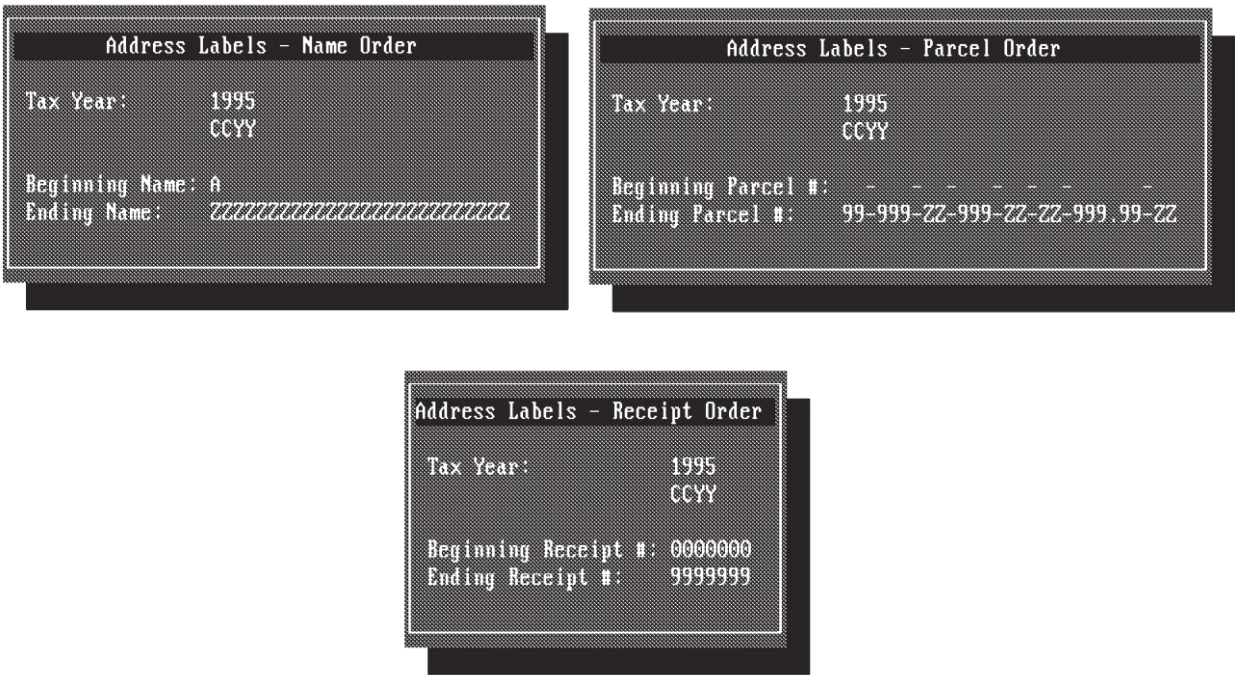 Address Labels - Name Order
Tax Year: 1995
CCYY
Beginning Name: A
Ending Name: ZZZZZZZZZZZZZZZZZZZZZZZZZZ
Address Labels - Parcel Order
Tax Year: 1995
CCYY
Beginning Parcel #: - - - - - - -
Ending Parcel #: 99-999-ZZ-999-ZZ-ZZ-999.99-ZZ
Address Labels - Receipt Order
Tax Year: 1995
CCYY
Beginning Receipt #: 0000000
Ending Receipt #: 9999999